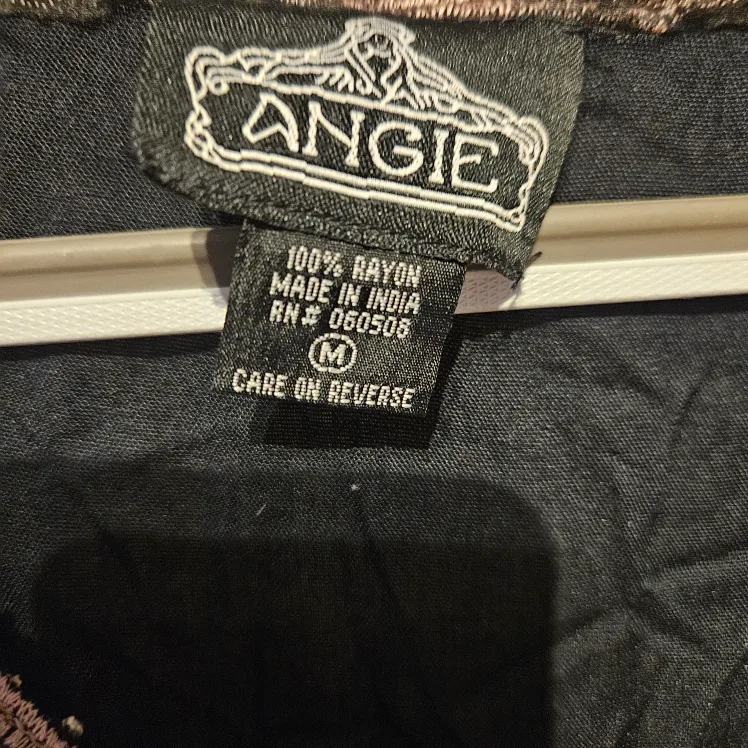 ANGIE
100% RAYON
MADE IN INDIA
RN# 060508
M
CARE ON REVERSE